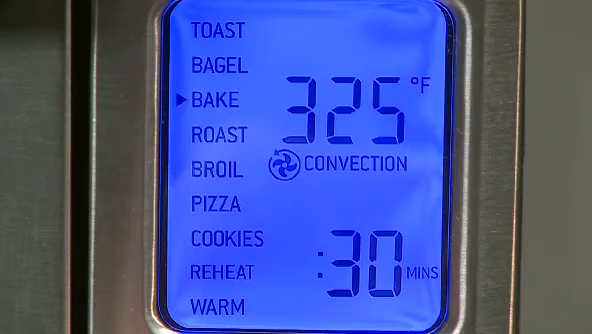 TOAST
BAGEL
BAKE
ROAST
BROIL
PIZZA
COOKIES
REHEAT
WARM
325 °F
CONVECTION
:30 MINS